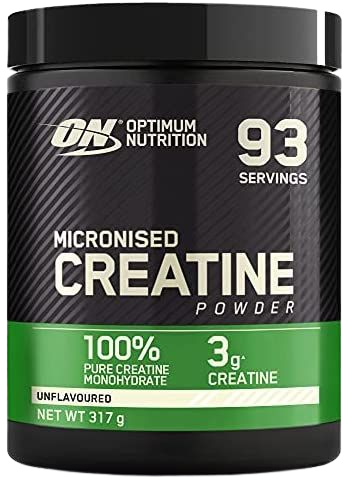 ON® OPTIMUM
NUTRITION
93
SERVINGS
MICRONISED
CREATINE
POWDER
100%
PURE CREATINE
MONOHYDRATE
3g^
CREATINE
UNFLAVOURED
NET WT 317 g